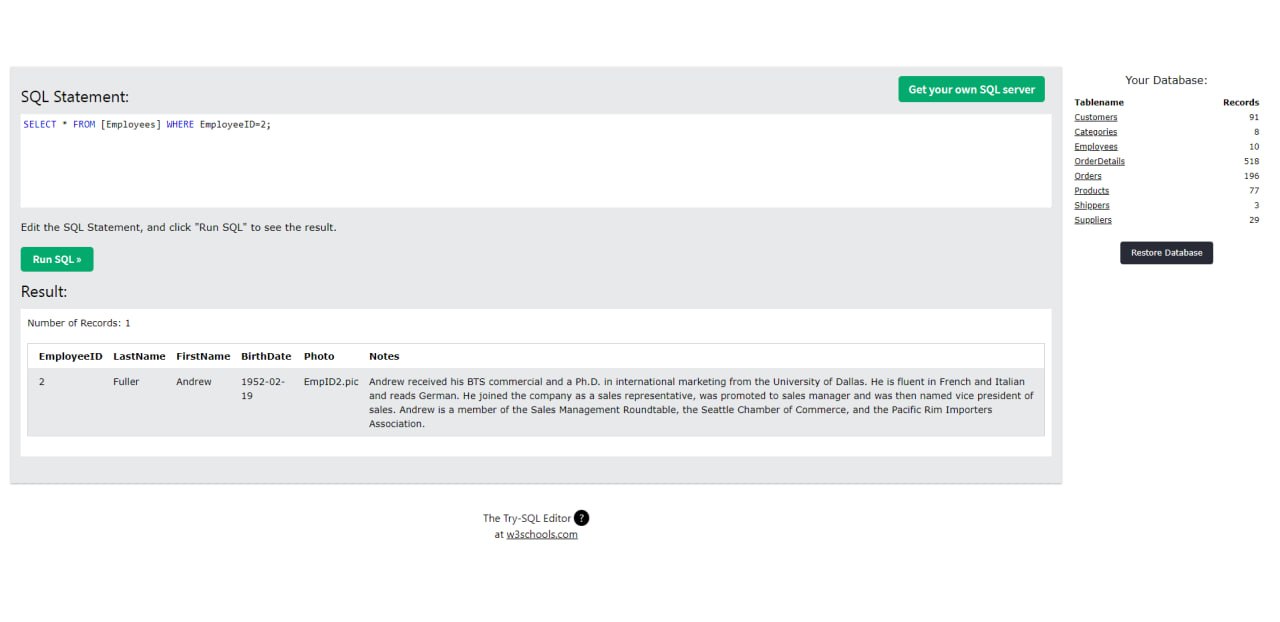 SQL Statement:
Get your own SQL server
SELECT * FROM [Employees] WHERE EmployeeID=2;
Edit the SQL Statement, and click "Run SQL" to see the result.
Run SQL »
Result:
Number of Records: 1
EmployeeID LastName FirstName BirthDate Photo Notes
2 Fuller Andrew 1952-02- EmpID2.pic Andrew received his BTS commercial and a Ph.D. in international marketing from the University of Dallas. He is fluent in French and Italian
19 and reads German. He joined the company as a sales representative, was promoted to sales manager and was then named vice president of
sales. Andrew is a member of the Sales Management Roundtable, the Seattle Chamber of Commerce, and the Pacific Rim Importers
Association.
Your Database:
Tablename Records
Customers 91
Categories 8
Employees 10
OrderDetails 518
Orders 196
Products 77
Shippers 3
Suppliers 29
Restore Database
The Try-SQL Editor ?
at w3schools.com